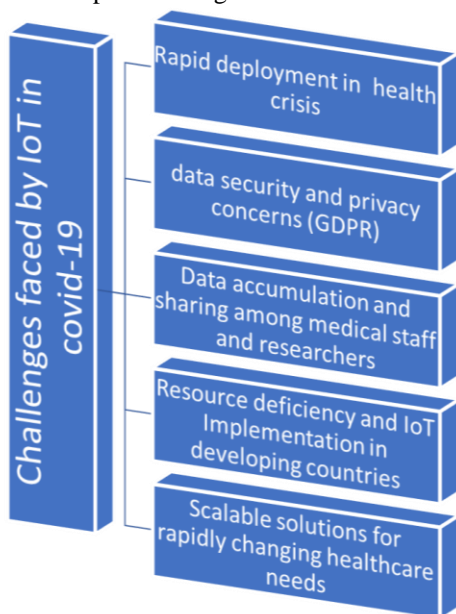 Challenges faced by IoT in
covid-19
Rapid deployment in health
crisis
data security and privacy
concerns (GDPR)
Data accumulation and
sharing among medical staff
and researchers
Resource deficiency and IoT
Implementation in
developing countries
Scalable solutions for
rapidly changing healthcare
needs